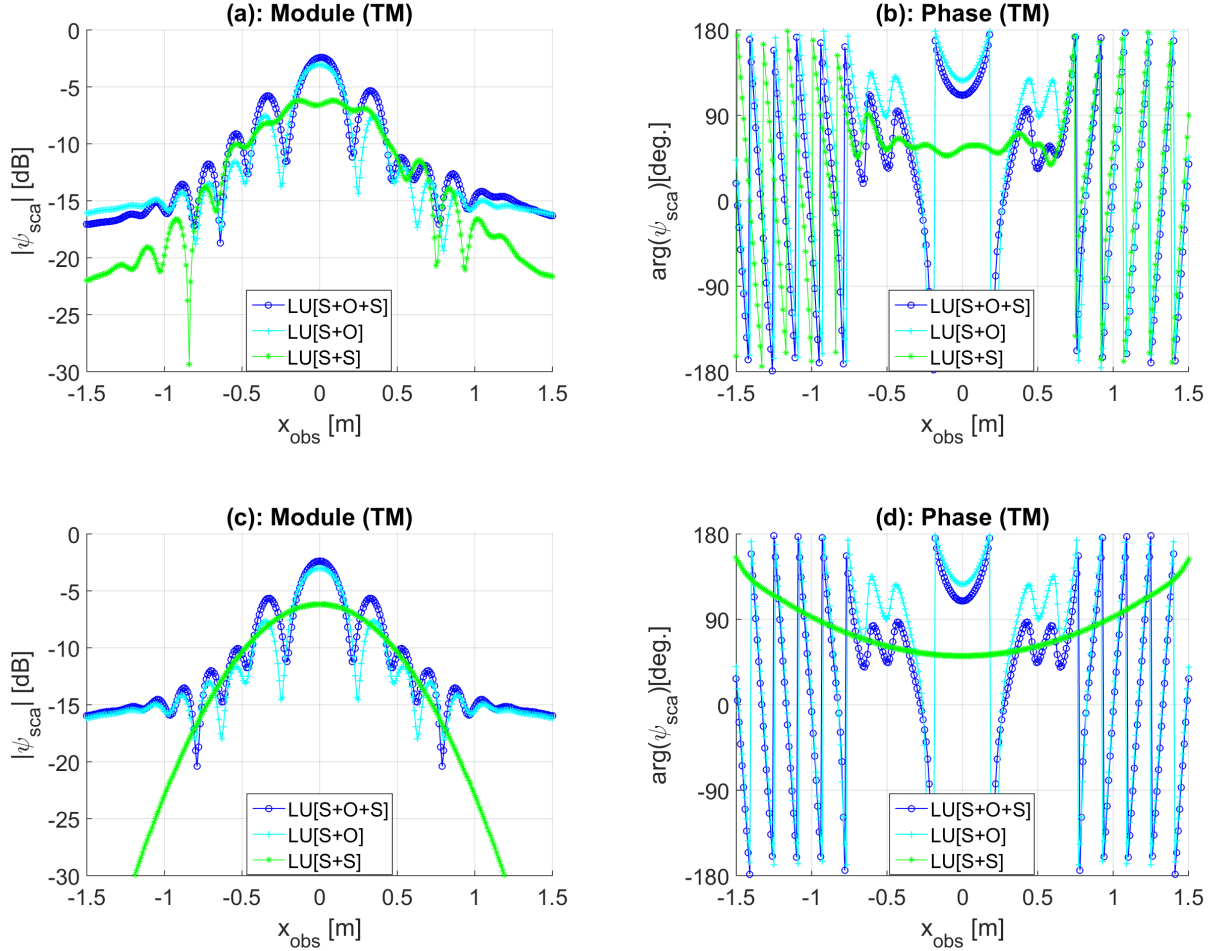 (a): Module (TM)
|ψsca| [dB]
0
-5
-10
-15
-20
-25
-30
-1.5 -1 -0.5 0 0.5 1 1.5
xobs [m]
LU[S+O+S]
LU[S+O]
LU[S+S]
(b): Phase (TM)
arg(ψsca)[deg.]
180
90
0
-90
-180
-1.5 -1 -0.5 0 0.5 1 1.5
xobs [m]
LU[S+O+S]
LU[S+O]
LU[S+S]
(c): Module (TM)
|ψsca| [dB]
0
-5
-10
-15
-20
-25
-30
-1.5 -1 -0.5 0 0.5 1 1.5
xobs [m]
LU[S+O+S]
LU[S+O]
LU[S+S]
(d): Phase (TM)
arg(ψsca)[deg.]
180
90
0
-90
-180
-1.5 -1 -0.5 0 0.5 1 1.5
xobs [m]
LU[S+O+S]
LU[S+O]
LU[S+S]